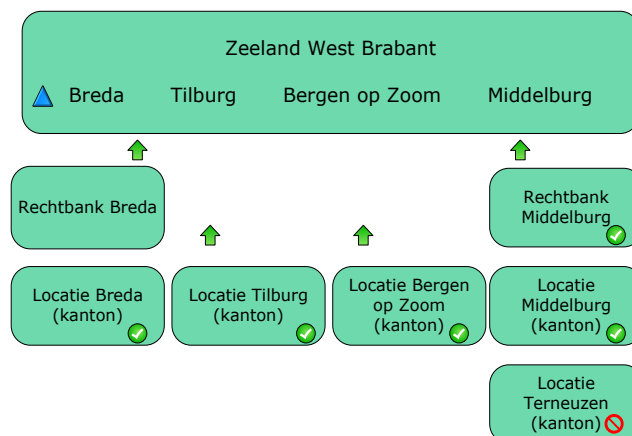 Zeeland West Brabant
Breda Tilburg Bergen op Zoom Middelburg
Rechtbank Breda
Rechtbank
Middelburg
Locatie Breda
(kanton)
Locatie Tilburg
(kanton)
Locatie Bergen
op Zoom
(kanton)
Locatie
Middelburg
(kanton)
Locatie
Terneuzen
(kanton)